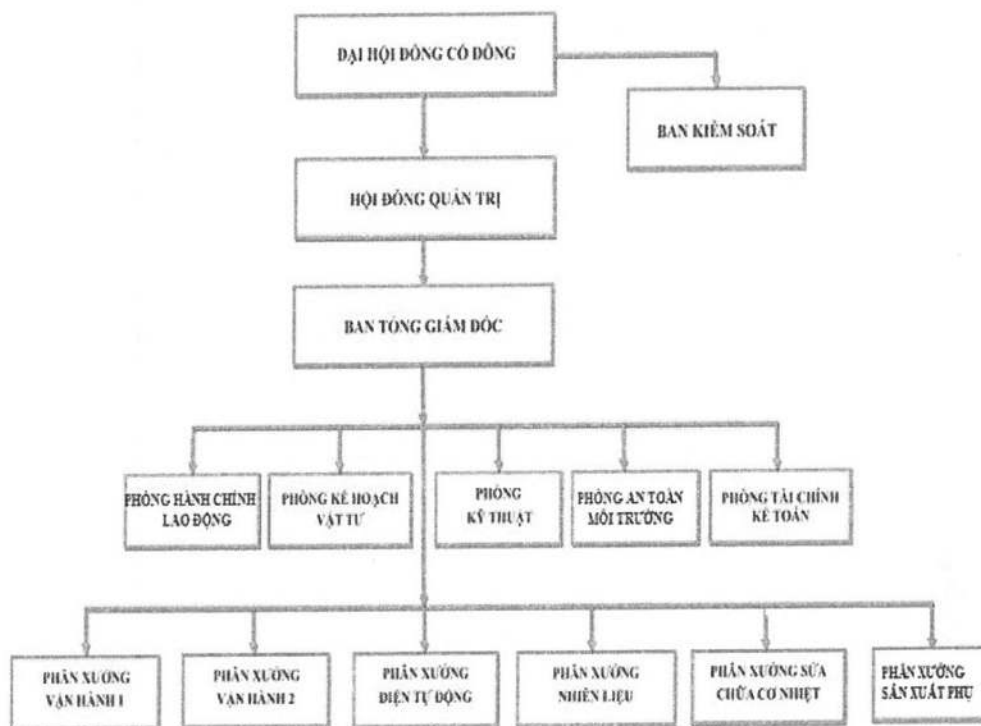 ĐẠI HỘI ĐỒNG CỔ ĐÔNG
BAN KIỂM SOÁT
HỘI ĐỒNG QUẢN TRỊ
BAN TỔNG GIÁM ĐỐC
PHÒNG HÀNH CHÍNH
LAO ĐỘNG
PHÒNG KẾ HOẠCH
VẬT TƯ
PHÒNG
KỸ THUẬT
PHÒNG AN TOÀN
MÔI TRƯỜNG
PHÒNG TÀI CHÍNH
KẾ TOÁN
PHÂN XƯỞNG
VẬN HÀNH 1
PHÂN XƯỞNG
VẬN HÀNH 2
PHÂN XƯỞNG
ĐIỆN TỰ ĐỘNG
PHÂN XƯỞNG
NHIÊN LIỆU
PHÂN XƯỞNG SỬA
CHỮA CƠ NHIỆT
PHÂN XƯỞNG
SẢN XUẤT PHỤ